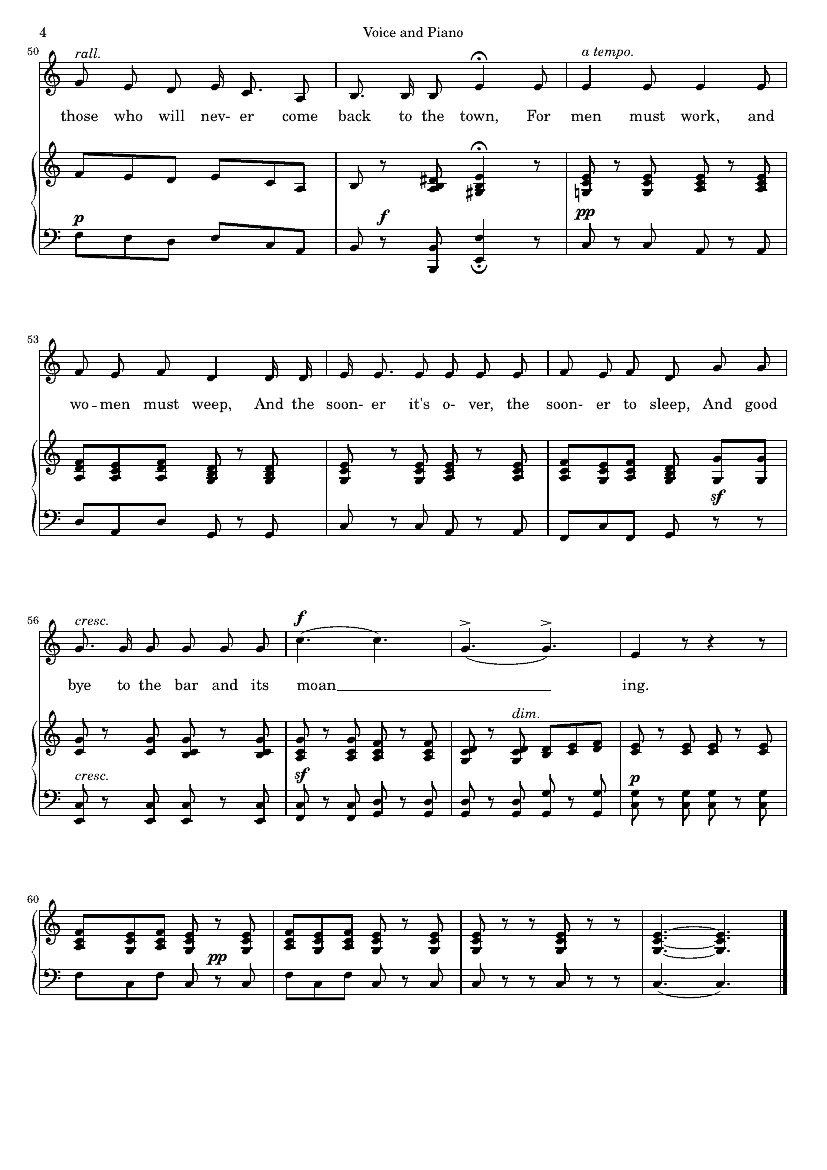 4
Voice and Piano
50
rall.
a tempo.
those who will nev- er come back to the town, For men must work, and
p
f
pp
53
wo – men must weep, And the soon- er it's o- ver, the soon- er to sleep, And good
sf
56
cresc.
f
bye to the bar and its moan ing.
dim.
cresc.
sf
p
60
pp